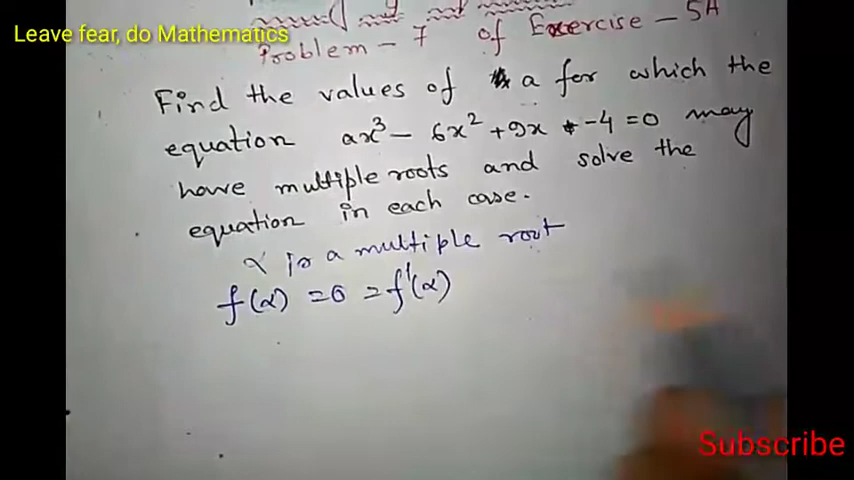 Leave fear, do Mathematics
Problem - 7 of Exercise - 5A
Find the values of a for which the
equation ax³ - 6x² + 9x - 4 = 0 may
have multiple roots and solve the
equation in each case.
α is a multiple root
f(α) = 0 = f'(α)
Subscribe